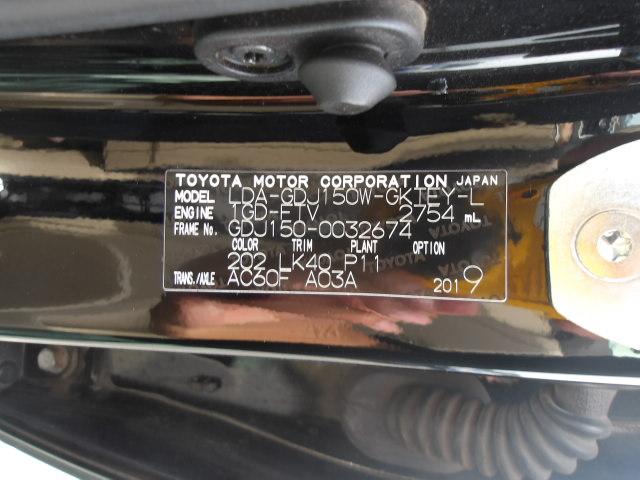 TOYOTA MOTOR CORPORATION JAPAN
MODEL LDA-GDJ150W-GKTEY-L
ENGINE 1GD-FTV 2754 mL
FRAME No. GDJ150-0032674
COLOR TRIM PLANT OPTION
202 LK40 P11
TRANS./AXLE AC60F A03A 2019